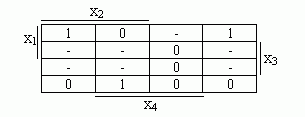 X2
X1 1 0 - 1
- - 0 -
X3
- - 0 -
0 1 0 0
X4